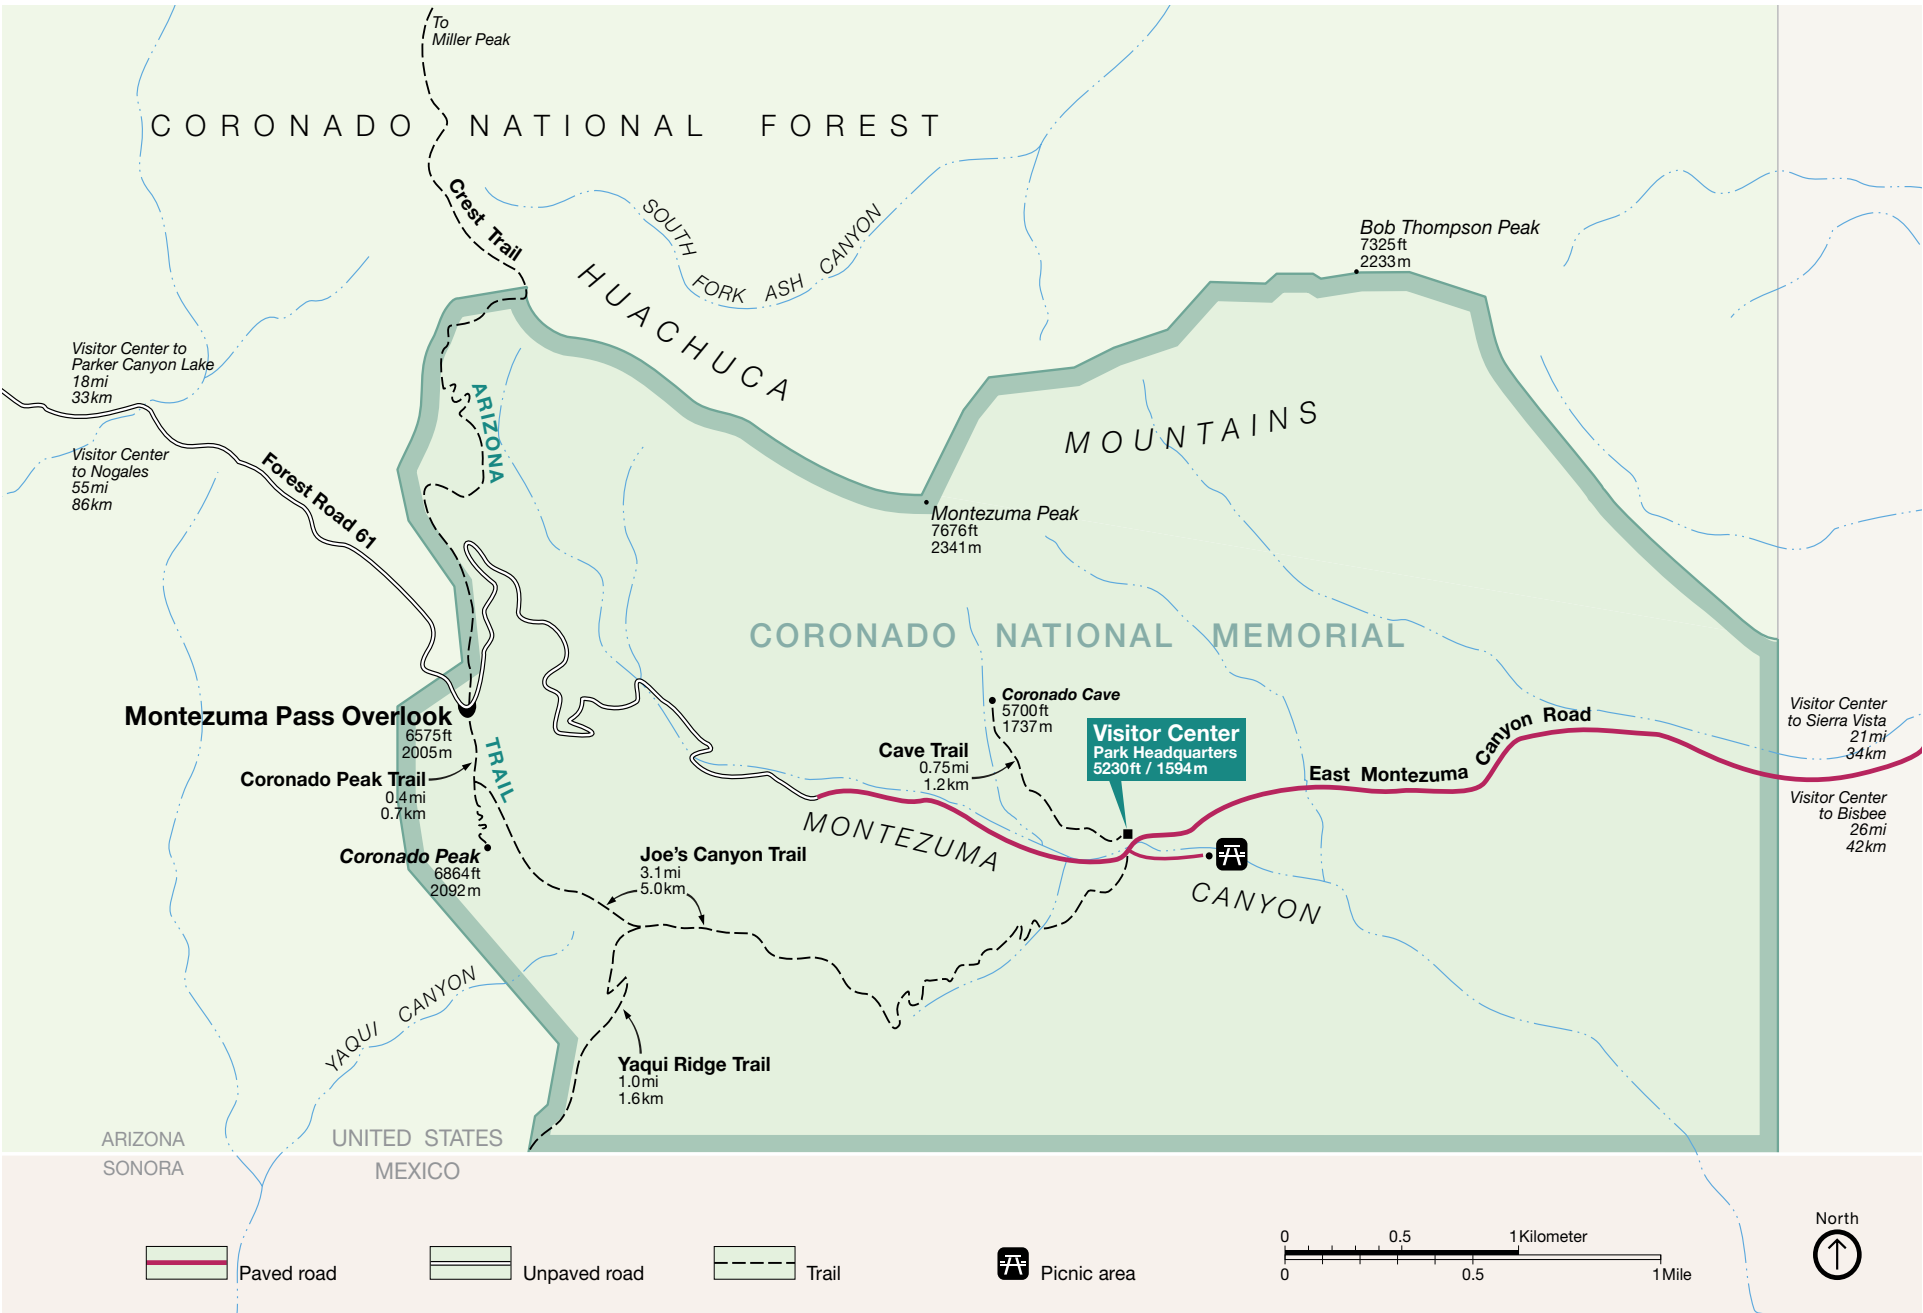 To
Miller Peak
CORONADO NATIONAL FOREST
Crest Trail
SOUTH FORK ASH CANYON
Bob Thompson Peak
7325ft
2233m
HUACHUCA
MOUNTAINS
Visitor Center to
Parker Canyon Lake
18mi
33km
ARIZONA
Visitor Center
to Nogales
55mi
86km
Forest Road 61
Montezuma Peak
7676ft
2341m
CORONADO NATIONAL MEMORIAL
Coronado Cave
5700ft
1737m
Montezuma Pass Overlook
6575ft
2005m
TRAIL
Visitor Center
Park Headquarters
5230ft / 1594m
Canyon Road
East Montezuma
Visitor Center
to Sierra Vista
21mi
34km
Cave Trail
0.75mi
1.2km
Coronado Peak Trail
0.4mi
0.7km
Visitor Center
to Bisbee
26mi
42km
MONTEZUMA
CANYON
Coronado Peak
6864ft
2092m
Joe's Canyon Trail
3.1mi
5.0km
YAQUI CANYON
Yaqui Ridge Trail
1.0mi
1.6km
ARIZONA
SONORA
UNITED STATES
MEXICO
Paved road
Unpaved road
Trail
Picnic area
0 0.5 1Kilometer
0 0.5 1Mile
North